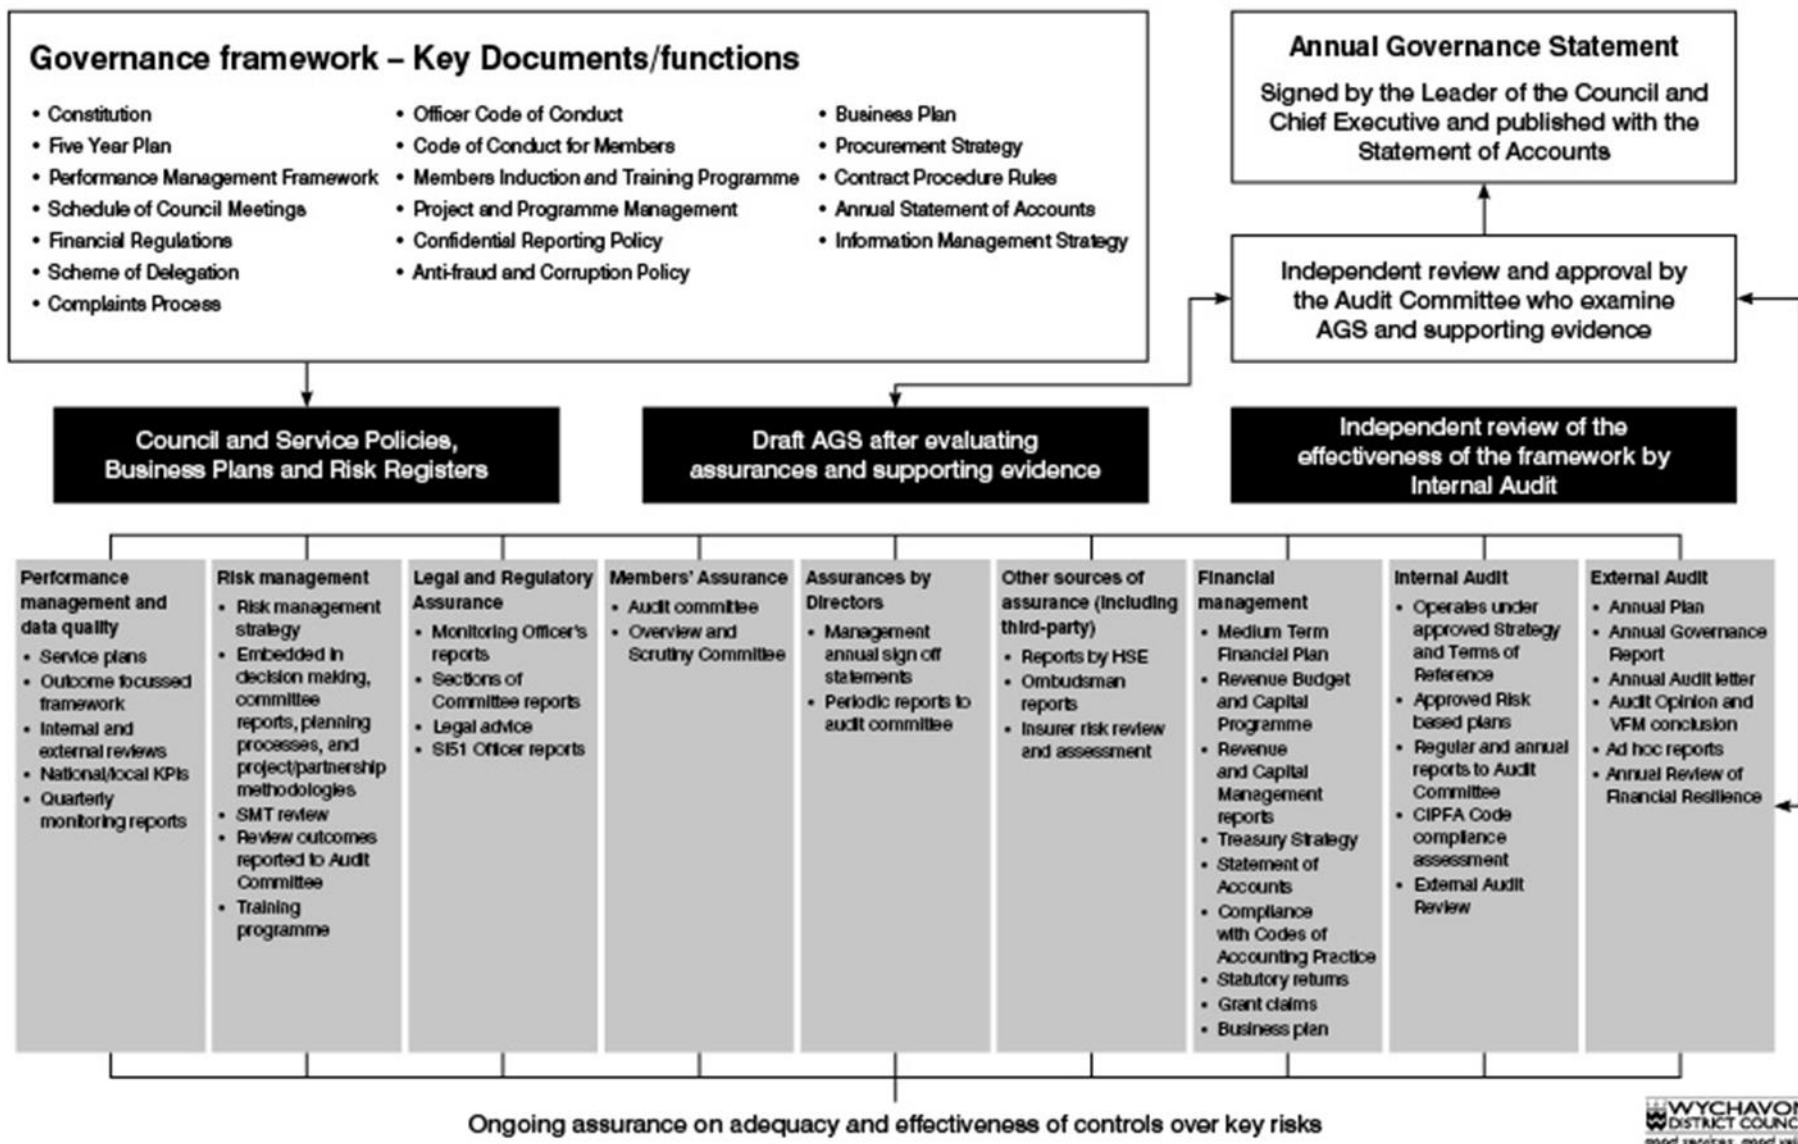 Governance framework – Key Documents/functions
• Constitution
• Five Year Plan
• Performance Management Framework
• Schedule of Council Meetings
• Financial Regulations
• Scheme of Delegation
• Complaints Process
• Officer Code of Conduct
• Code of Conduct for Members
• Members Induction and Training Programme
• Project and Programme Management
• Confidential Reporting Policy
• Anti-fraud and Corruption Policy
• Business Plan
• Procurement Strategy
• Contract Procedure Rules
• Annual Statement of Accounts
• Information Management Strategy
Annual Governance Statement
Signed by the Leader of the Council and
Chief Executive and published with the
Statement of Accounts
Independent review and approval by
the Audit Committee who examine
AGS and supporting evidence
Council and Service Policies,
Business Plans and Risk Registers
Draft AGS after evaluating
assurances and supporting evidence
Independent review of the
effectiveness of the framework by
Internal Audit
Performance
management and
data quality
• Service plans
• Outcome focussed
framework
• Internal and
external reviews
• National/local KPIs
• Quarterly
monitoring reports
Risk management
• Risk management
strategy
• Embedded in
decision making,
committee
reports, planning
processes, and
project/partnership
methodologies
• SMT review
• Review outcomes
reported to Audit
Committee
• Training
programme
Legal and Regulatory
Assurance
• Monitoring Officer's
reports
• Sections of
Committee reports
• Legal advice
• S151 Officer reports
Members' Assurance
• Audit committee
• Overview and
Scrutiny Committee
Assurances by
Directors
• Management
annual sign off
statements
• Periodic reports to
audit committee
Other sources of
assurance (including
third-party)
• Reports by HSE
• Ombudsman
reports
• Insurer risk review
and assessment
Financial
management
• Medium Term
Financial Plan
• Revenue Budget
and Capital
Programme
• Revenue
and Capital
Management
reports
• Treasury Strategy
• Statement of
Accounts
• Compliance
with Codes of
Accounting Practice
• Statutory returns
• Grant claims
• Business plan
Internal Audit
• Operates under
approved Strategy
and Terms of
Reference
• Approved Risk
based plans
• Regular and annual
reports to Audit
Committee
• CIPFA Code
compliance
assessment
• External Audit
Review
External Audit
• Annual Plan
• Annual Governance
Report
• Annual Audit letter
• Audit Opinion and
VFM conclusion
• Ad hoc reports
• Annual Review of
Financial Resilience
Ongoing assurance on adequacy and effectiveness of controls over key risks
WYCHAVON
DISTRICT COUNC